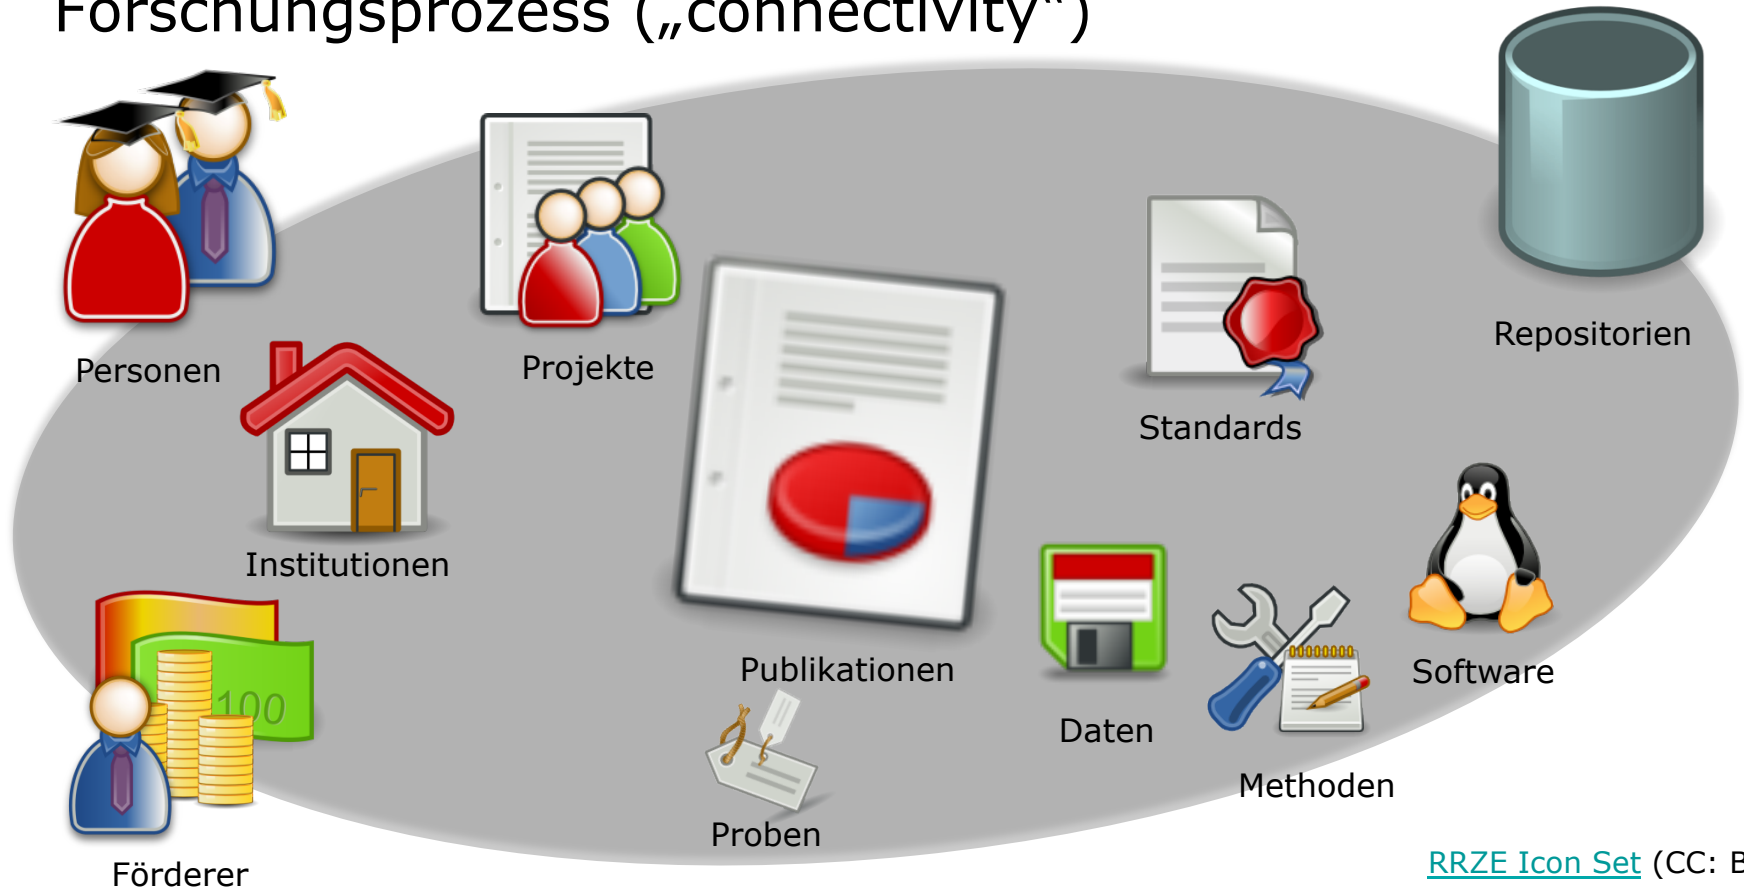 Forschungsprozess („connectivity“)
Personen
Projekte
Repositorien
Standards
Institutionen
Publikationen
Software
100
Daten
Methoden
Proben
Förderer
RRZE Icon Set (CC: B